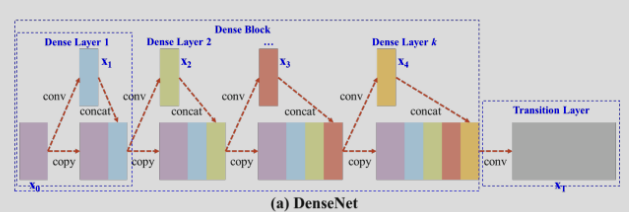 Dense Block
Dense Layer 1
Dense Layer 2
...
Dense Layer k
x1
x2
x3
x4
Transition Layer
conv
concat
conv
concat
conv
concat
conv
concat
copy
copy
copy
copy
conv
x0
xT
(a) DenseNet